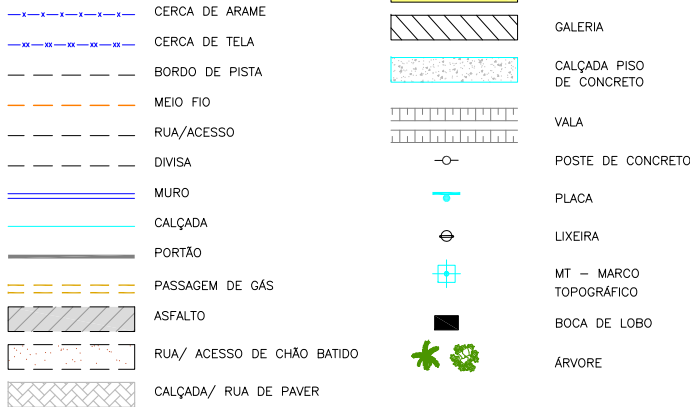 CERCA DE ARAME
CERCA DE TELA
BORDO DE PISTA
MEIO FIO
RUA/ACESSO
DIVISA
MURO
CALÇADA
PORTÃO
PASSAGEM DE GÁS
ASFALTO
RUA/ ACESSO DE CHÃO BATIDO
CALÇADA/ RUA DE PAVER
GALERIA
CALÇADA PISO
DE CONCRETO
VALA
POSTE DE CONCRETO
PLACA
LIXEIRA
MT – MARCO
TOPOGRÁFICO
BOCA DE LOBO
ÁRVORE